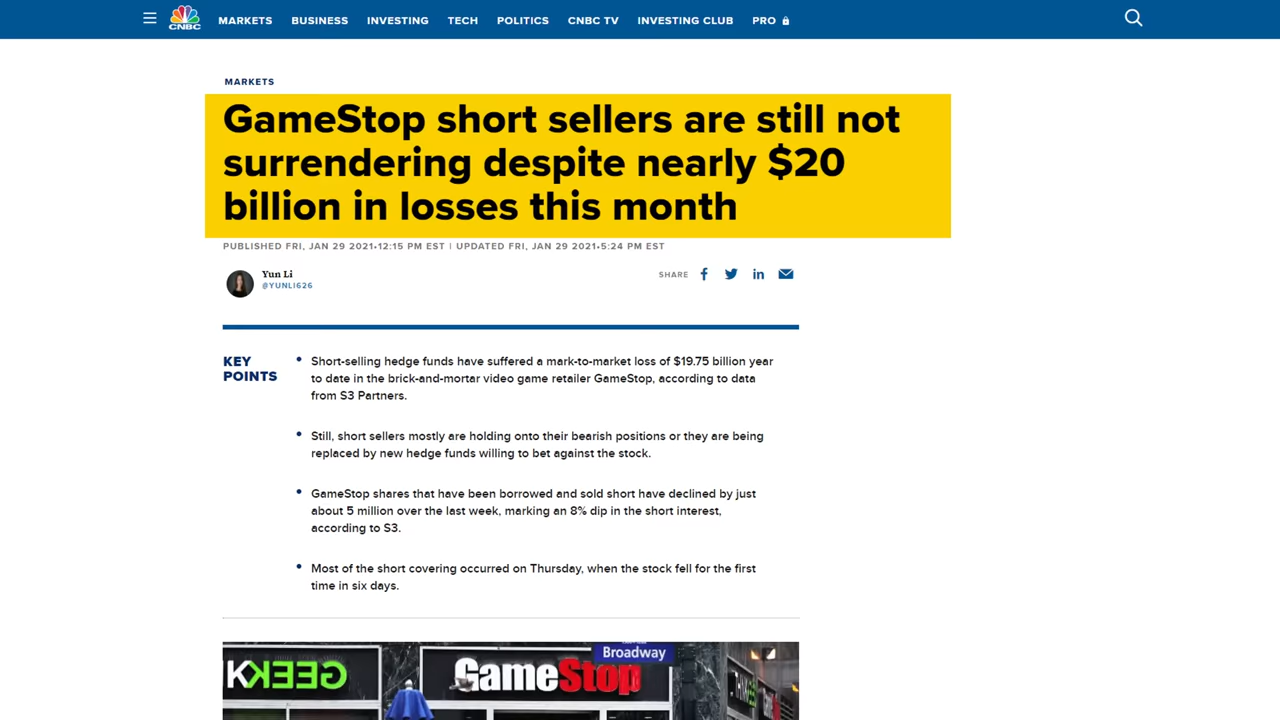 CNBC
MARKETS BUSINESS INVESTING TECH POLITICS CNBC TV INVESTING CLUB PRO
MARKETS
GameStop short sellers are still not
surrendering despite nearly $20
billion in losses this month
PUBLISHED FRI, JAN 29 2021•12:15 PM EST | UPDATED FRI, JAN 29 2021•5:24 PM EST
Yun Li
@YUNLI626
SHARE
KEY
POINTS
Short-selling hedge funds have suffered a mark-to-market loss of $19.75 billion year
to date in the brick-and-mortar video game retailer GameStop, according to data
from S3 Partners.
Still, short sellers mostly are holding onto their bearish positions or they are being
replaced by new hedge funds willing to bet against the stock.
GameStop shares that have been borrowed and sold short have declined by just
about 5 million over the last week, marking an 8% dip in the short interest,
according to S3.
Most of the short covering occurred on Thursday, when the stock fell for the first
time in six days.
Broadway
GameStop